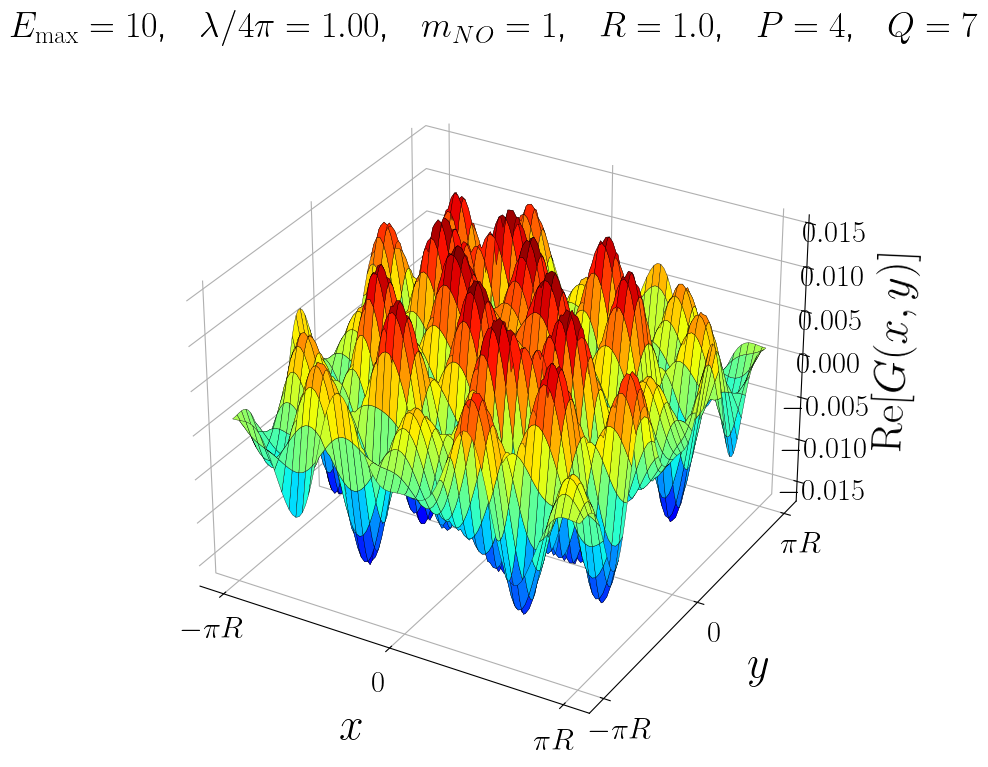 E_max = 10, λ/4π = 1.00, m_NO = 1, R = 1.0, P = 4, Q = 7
0.015
0.010
0.005
0.000
−0.005
−0.010
−0.015
Re[G(x, y)]
−πR
0
πR
x
−πR
0
πR
y